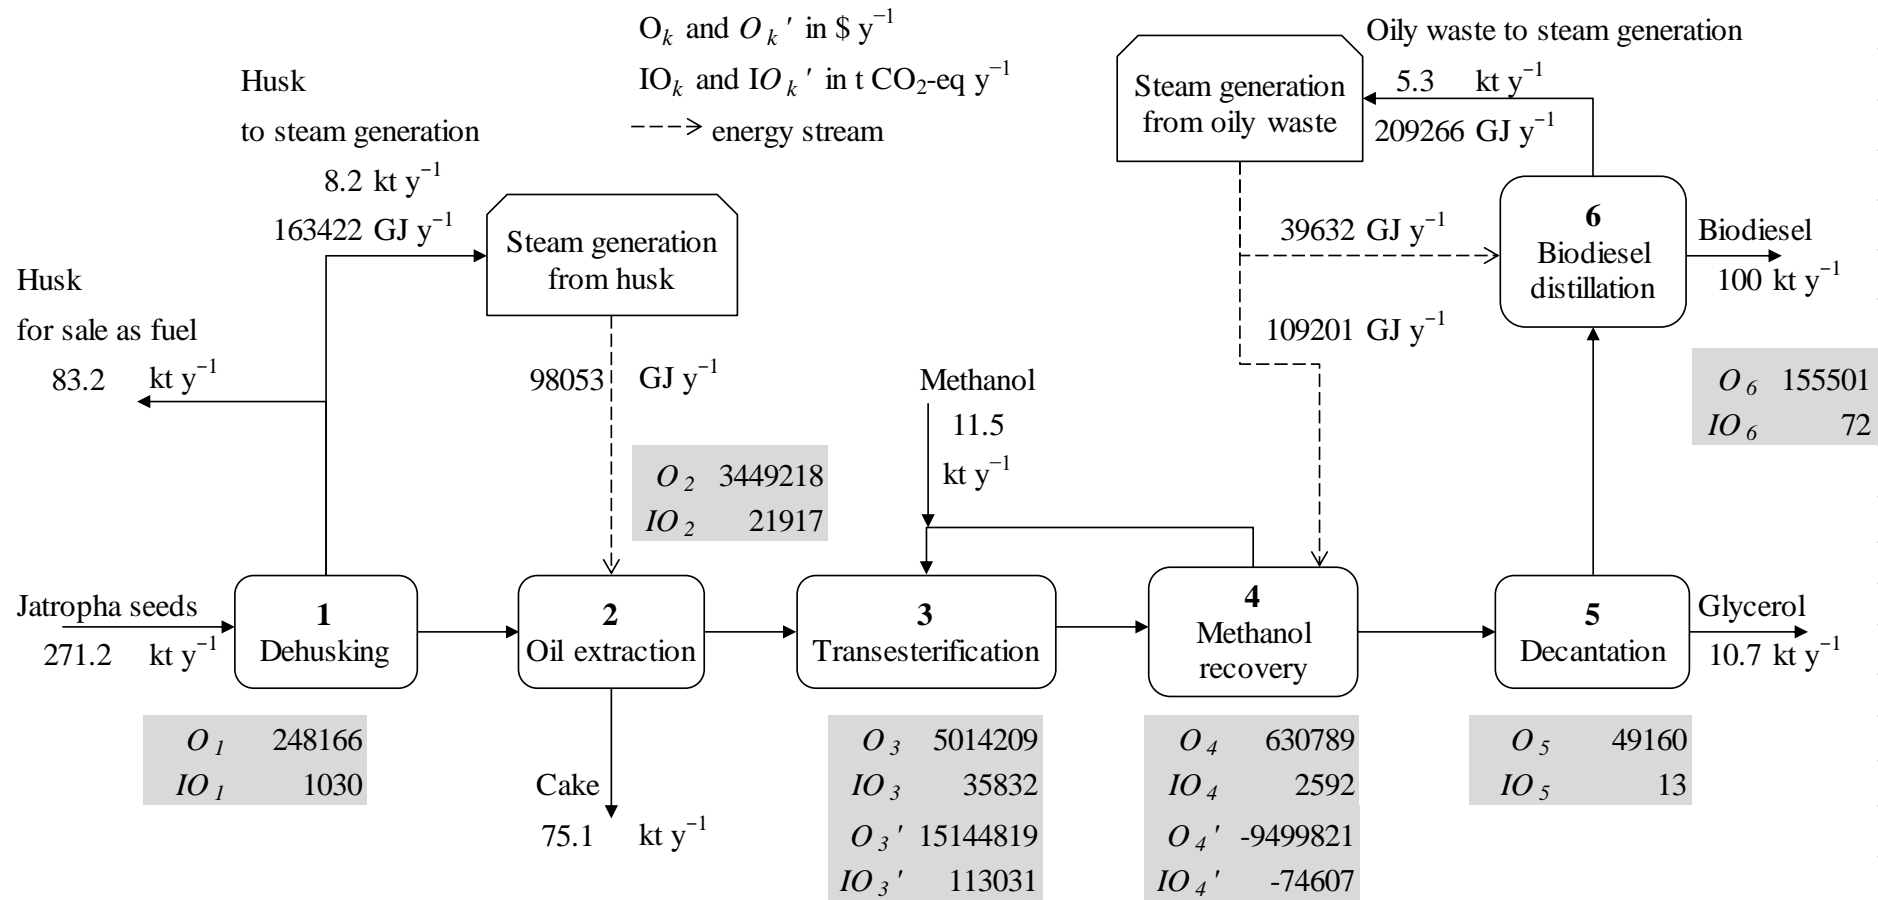 O_k and O_k′ in $ y⁻¹
IO_k and IO_k′ in t CO₂-eq y⁻¹
energy stream
Husk
to steam generation
8.2 kt y⁻¹
163422 GJ y⁻¹
Steam generation
from husk
Husk
for sale as fuel
83.2 kt y⁻¹
98053 GJ y⁻¹
Oily waste to steam generation
5.3 kt y⁻¹
209266 GJ y⁻¹
Steam generation
from oily waste
39632 GJ y⁻¹
109201 GJ y⁻¹
6
Biodiesel
distillation
Biodiesel
100 kt y⁻¹
O₆ 155501
IO₆ 72
Methanol
11.5
kt y⁻¹
O₂ 3449218
IO₂ 21917
Jatropha seeds
271.2 kt y⁻¹
1
Dehusking
2
Oil extraction
3
Transesterification
4
Methanol
recovery
5
Decantation
Glycerol
10.7 kt y⁻¹
O₁ 248166
IO₁ 1030
Cake
75.1 kt y⁻¹
O₃ 5014209
IO₃ 35832
O₃′ 15144819
IO₃′ 113031
O₄ 630789
IO₄ 2592
O₄′ -9499821
IO₄′ -74607
O₅ 49160
IO₅ 13